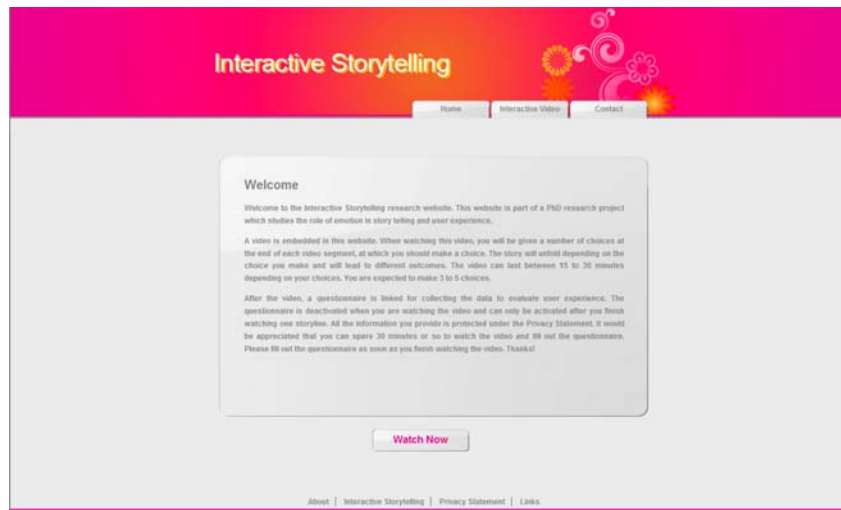 Interactive Storytelling
Home Interactive Video Contact
Welcome
Welcome to the Interactive Storytelling research website. This website is part of a PhD research project
which studies the role of emotion in story telling and user experience.
A video is embedded in this website. When watching this video, you will be given a number of choices at
the end of each video segment, at which you should make a choice. The story will unfold depending on the
choice you make and will lead to different outcomes. The video can last between 15 to 30 minutes
depending on your choices. You are expected to make 3 to 5 choices.
After the video, a questionnaire is linked for collecting the data to evaluate user experience. The
questionnaire is deactivated when you are watching the video and can only be activated after you finish
watching one storyline. All the information you provide is protected under the Privacy Statement. It would
be appreciated that you can spare 30 minutes or so to watch the video and fill out the questionnaire.
Please fill out the questionnaire as soon as you finish watching the video. Thanks!
Watch Now
About | Interactive Storytelling | Privacy Statement | Links